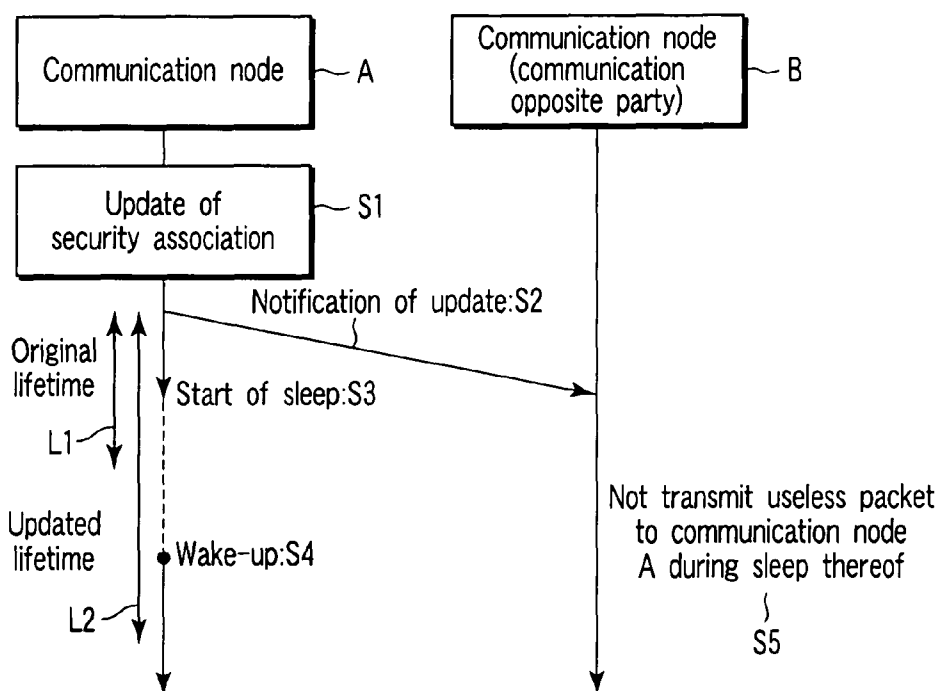 Communication node
A
Communication node
(communication
opposite party)
B
Update of
security association
S1
Notification of update:S2
Original
lifetime
L1
Start of sleep:S3
Updated
lifetime
L2
Wake-up:S4
Not transmit useless packet
to communication node
A during sleep thereof
S5